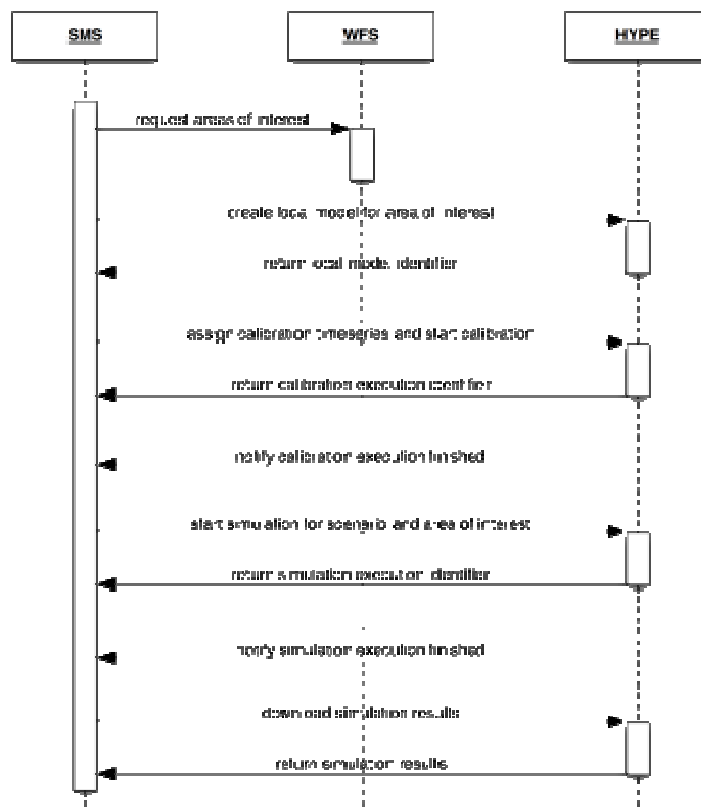 SMS
WFS
HYPE
request areas of interest
create local model for area of interest
return local model identifier
assign calibration timeseries and start calibration
return calibration execution identifier
notify calibration execution finished
start simulation for scenario and area of interest
return simulation execution identifier
notify simulation execution finished
download simulation results
return simulation results